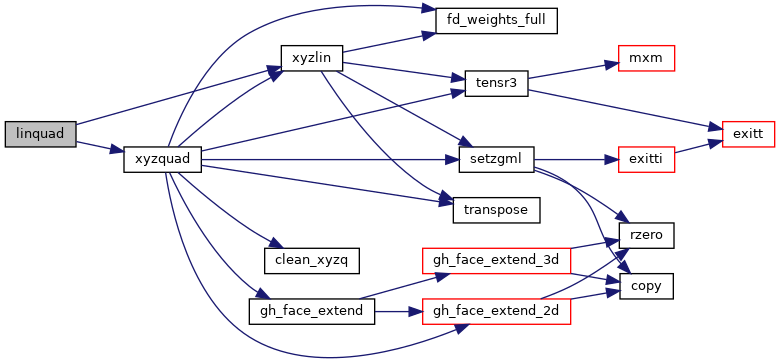 fd_weights_full
xyzlin
mxm
tensr3
linquad
exitt
xyzquad
setzgml
exitti
transpose
rzero
clean_xyzq
gh_face_extend_3d
copy
gh_face_extend
gh_face_extend_2d